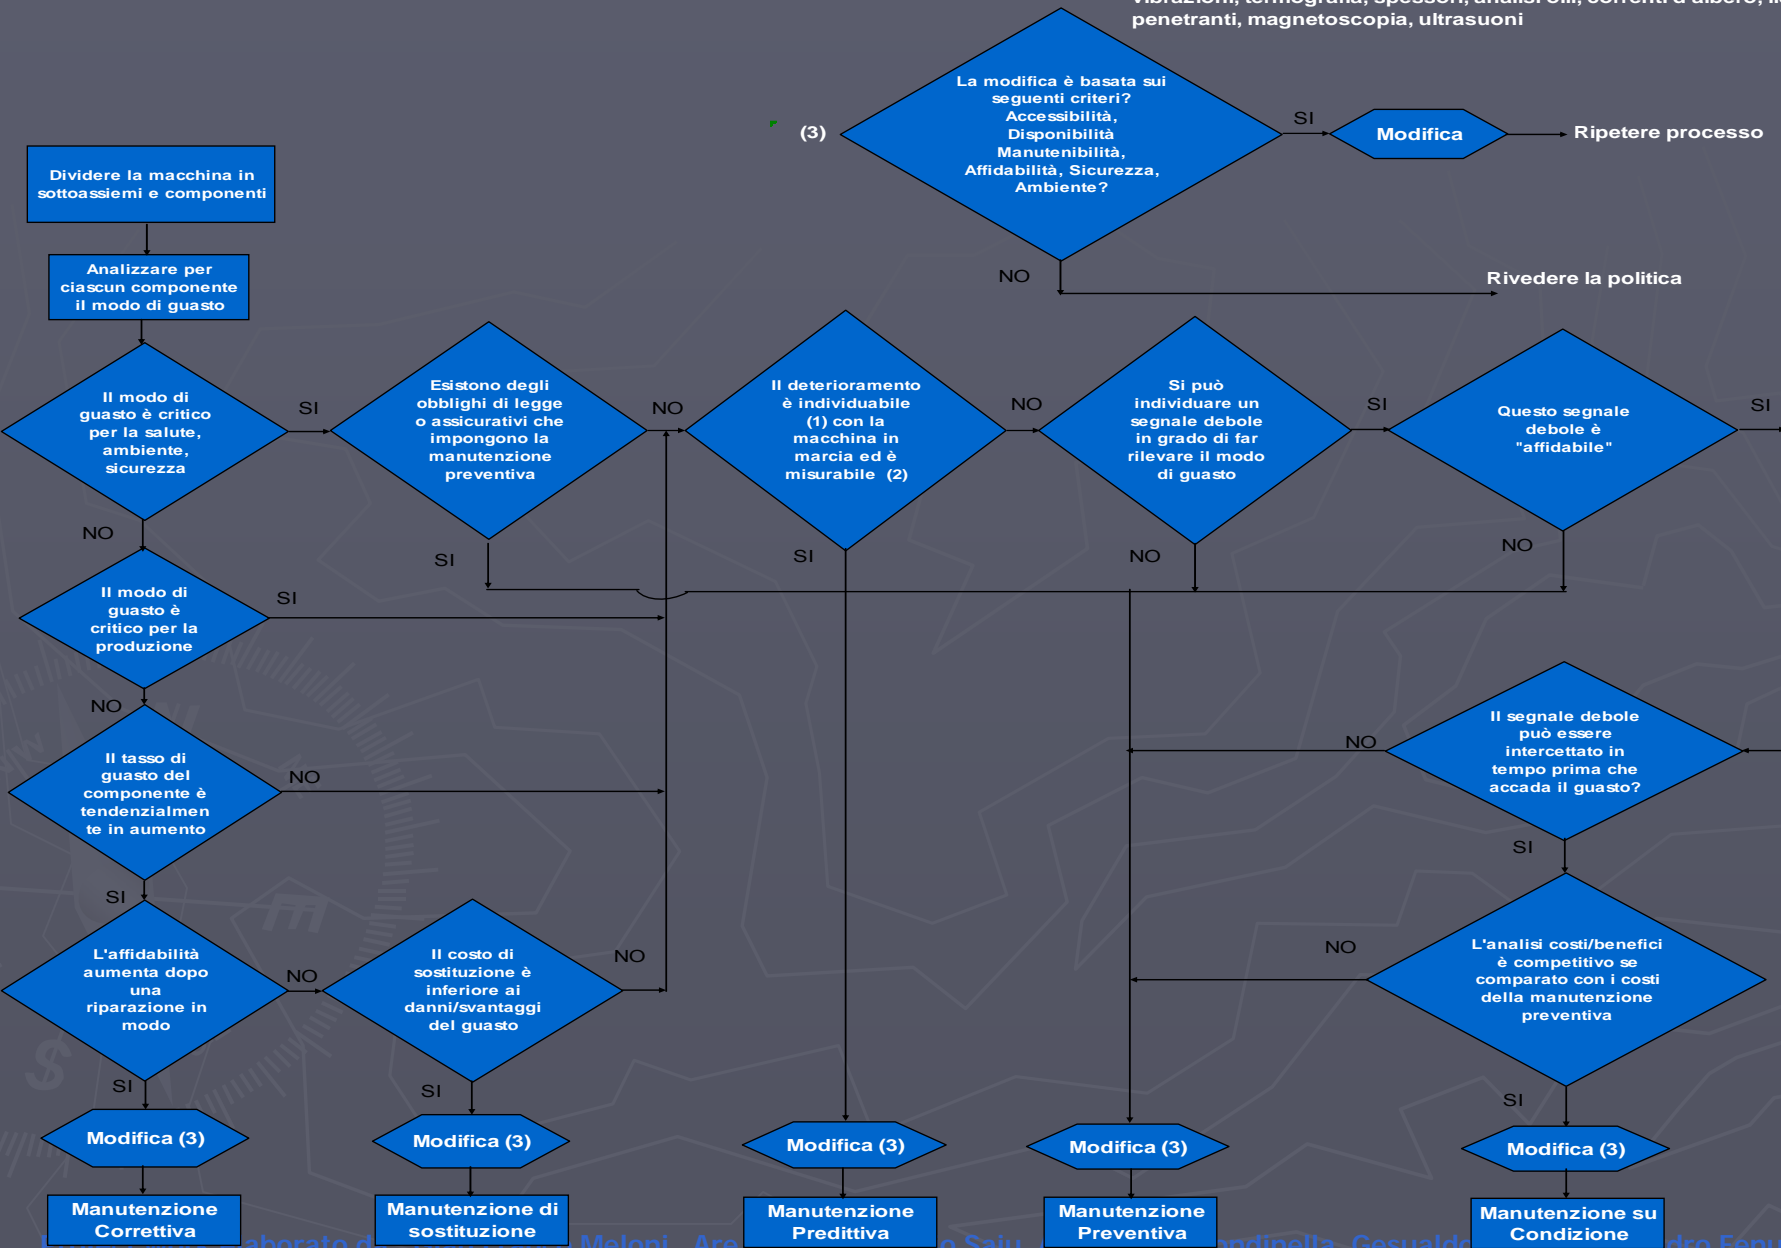 penetranti, magnetoscopia, ultrasuoni
La modifica è basata sui
seguenti criteri?
Accessibilità,
Disponibilità
Manutenibilità,
Affidabilità, Sicurezza,
Ambiente?
(3)
SI
Modifica
Ripetere processo
NO
Rivedere la politica
Dividere la macchina in
sottoassiemi e componenti
Analizzare per
ciascun componente
il modo di guasto
Il modo di
guasto è critico
per la salute,
ambiente,
sicurezza
SI
Esistono degli
obblighi di legge
o assicurativi che
impongono la
manutenzione
preventiva
NO
Il deterioramento
è individuabile
(1) con la
macchina in
marcia ed è
misurabile (2)
NO
Si può
individuare un
segnale debole
in grado di far
rilevare il modo
di guasto
SI
Questo segnale
debole è
"affidabile"
SI
NO
SI
SI
NO
NO
Il modo di
guasto è
critico per la
produzione
SI
NO
Il tasso di
guasto del
componente è
tendenzialmen
te in aumento
NO
Il segnale debole
può essere
intercettato in
tempo prima che
accada il guasto?
NO
SI
SI
L'affidabilità
aumenta dopo
una
riparazione in
modo
NO
Il costo di
sostituzione è
inferiore ai
danni/svantaggi
del guasto
NO
L'analisi costi/benefici
è competitivo se
comparato con i costi
della manutenzione
preventiva
NO
SI
SI
SI
Modifica (3)
Modifica (3)
Modifica (3)
Modifica (3)
Modifica (3)
Manutenzione
Correttiva
Manutenzione di
sostituzione
Manutenzione
Predittiva
Manutenzione
Preventiva
Manutenzione su
Condizione
Meloni, Are Saiu, Gesualdo